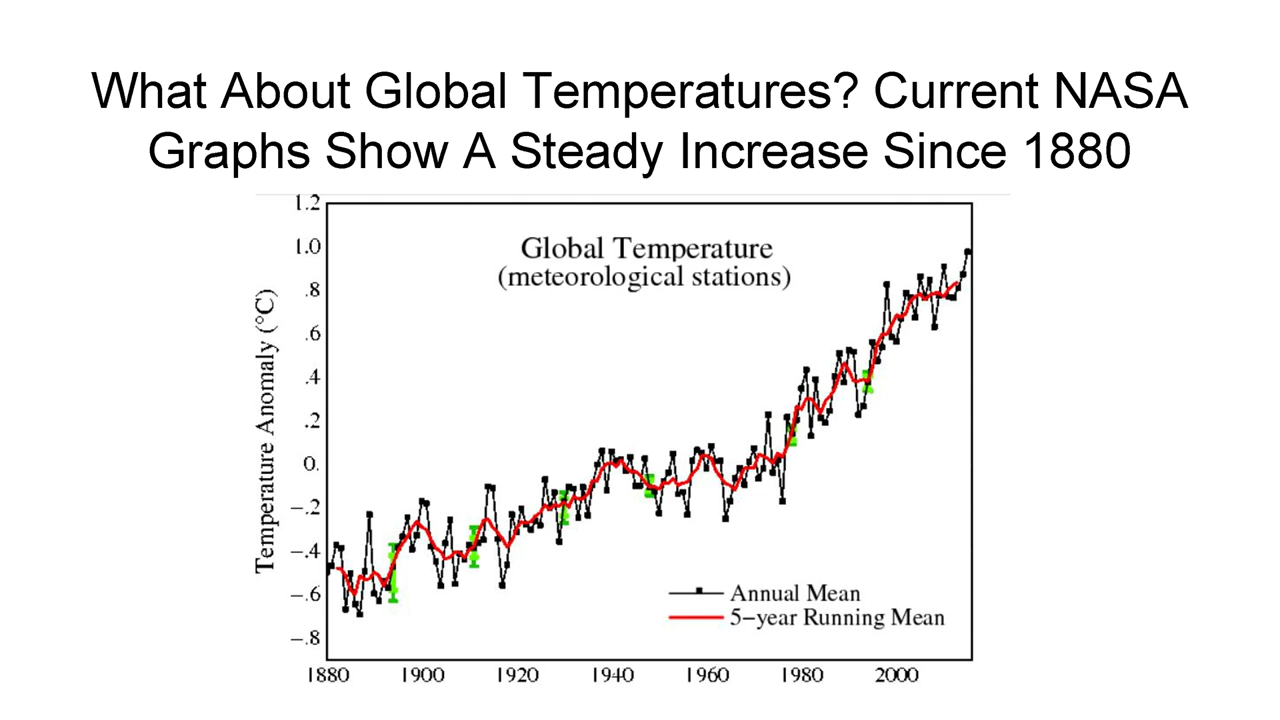 What About Global Temperatures? Current NASA
Graphs Show A Steady Increase Since 1880
Global Temperature
(meteorological stations)
Temperature Anomaly (°C)
1.2
1.0
.8
.6
.4
.2
0.
−.2
−.4
−.6
−.8
Annual Mean
5−year Running Mean
1880
1900
1920
1940
1960
1980
2000